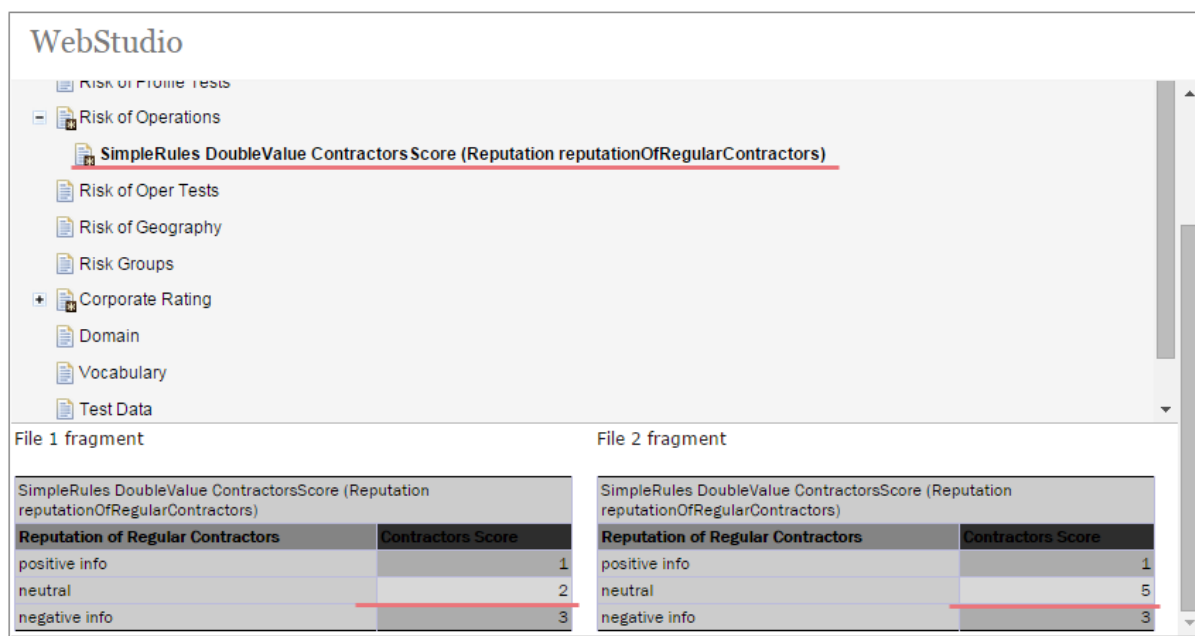 WebStudio
Risk of Profile Tests
Risk of Operations
SimpleRules DoubleValue ContractorsScore (Reputation reputationOfRegularContractors)
Risk of Oper Tests
Risk of Geography
Risk Groups
Corporate Rating
Domain
Vocabulary
Test Data
File 1 fragment
SimpleRules DoubleValue ContractorsScore (Reputation
reputationOfRegularContractors)
Reputation of Regular Contractors Contractors Score
positive info 1
neutral 2
negative info 3
File 2 fragment
SimpleRules DoubleValue ContractorsScore (Reputation
reputationOfRegularContractors)
Reputation of Regular Contractors Contractors Score
positive info 1
neutral 5
negative info 3